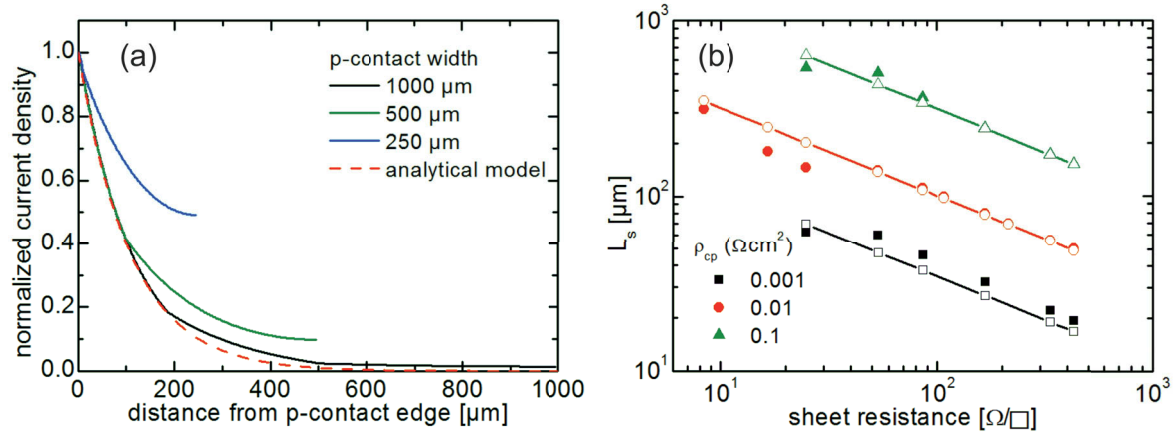 (a)
p-contact width
1000 µm
500 µm
250 µm
analytical model
normalized current density
1.0
0.8
0.6
0.4
0.2
0.0
0 200 400 600 800 1000
distance from p-contact edge [µm]
(b)
L_s [µm]
10³
10²
10¹
ρ_cp (Ωcm²)
0.001
0.01
0.1
10¹ 10² 10³
sheet resistance [Ω/□]